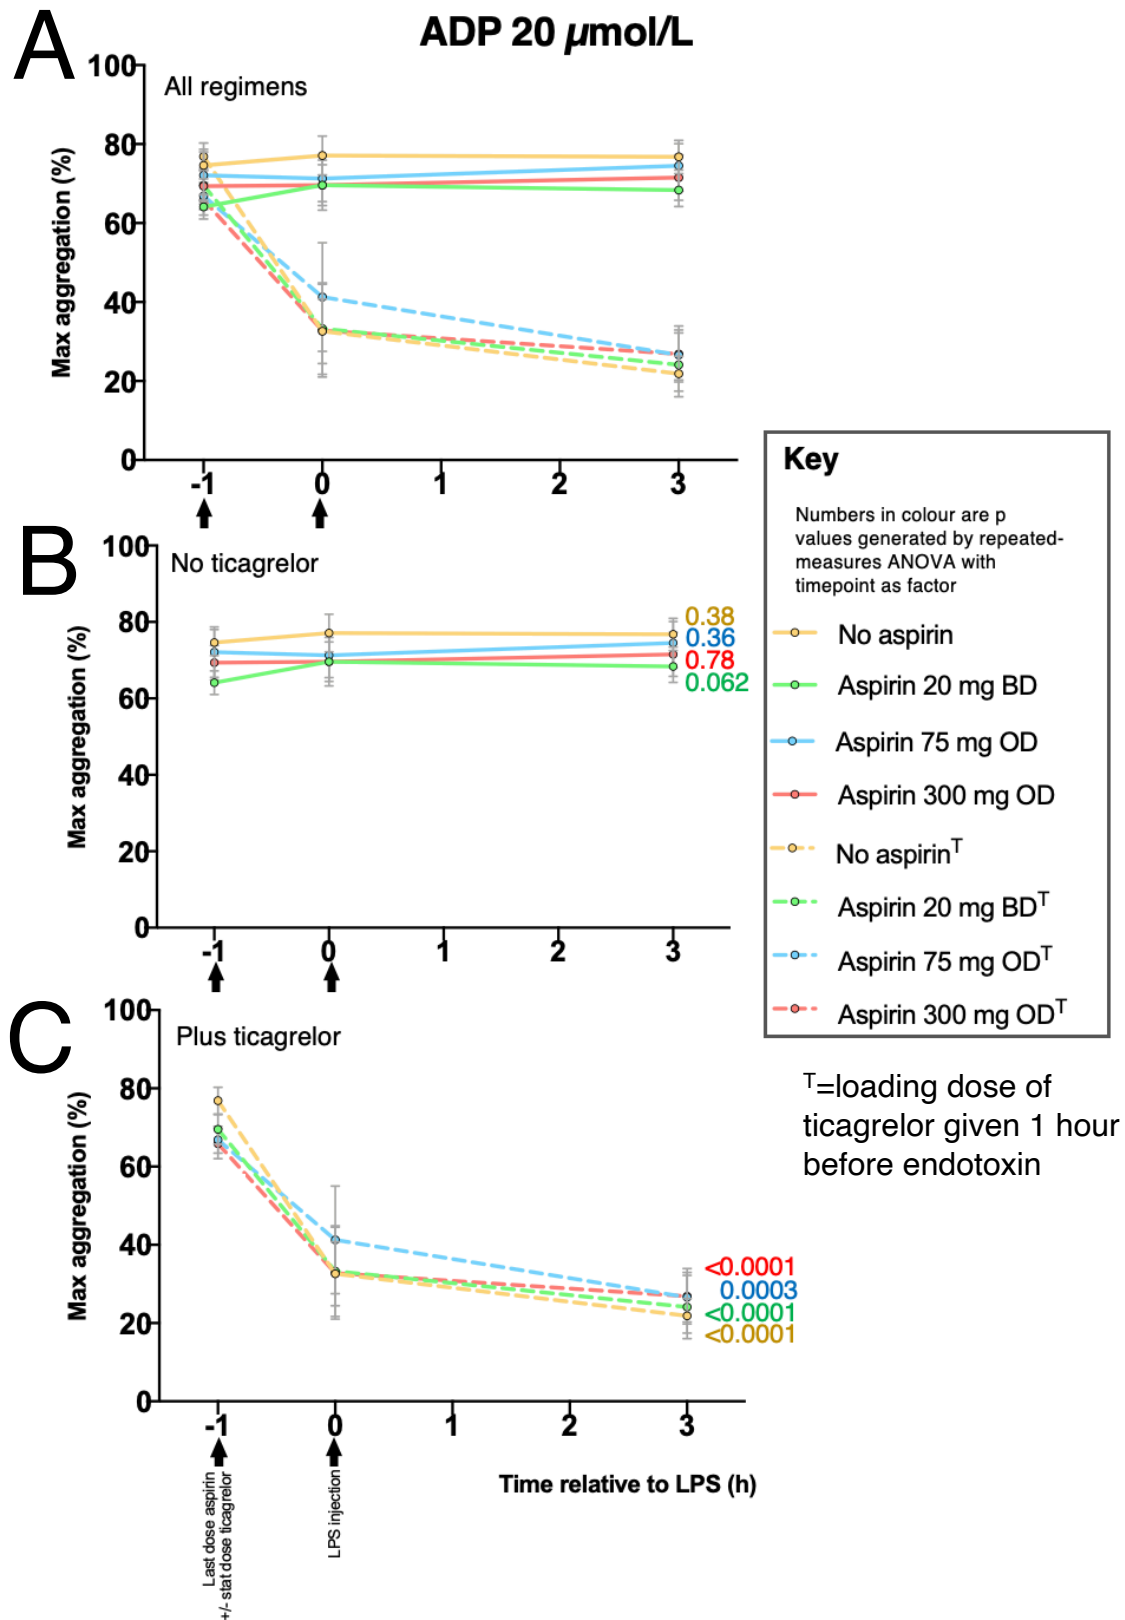 A
ADP 20 µmol/L
All regimens
Max aggregation (%)
100
80
60
40
20
0
-1 0 1 2 3
B
No ticagrelor
Max aggregation (%)
100
80
60
40
20
0
0.38
0.36
0.78
0.062
-1 0 1 2 3
Key
Numbers in colour are p
values generated by repeated-
measures ANOVA with
timepoint as factor
No aspirin
Aspirin 20 mg BD
Aspirin 75 mg OD
Aspirin 300 mg OD
No aspirinT
Aspirin 20 mg BDT
Aspirin 75 mg ODT
Aspirin 300 mg ODT
T=loading dose of
ticagrelor given 1 hour
before endotoxin
C
Plus ticagrelor
Max aggregation (%)
100
80
60
40
20
0
<0.0001
0.0003
<0.0001
<0.0001
-1 0 1 2 3
Time relative to LPS (h)
Last dose aspirin
+/- stat dose ticagrelor
LPS injection